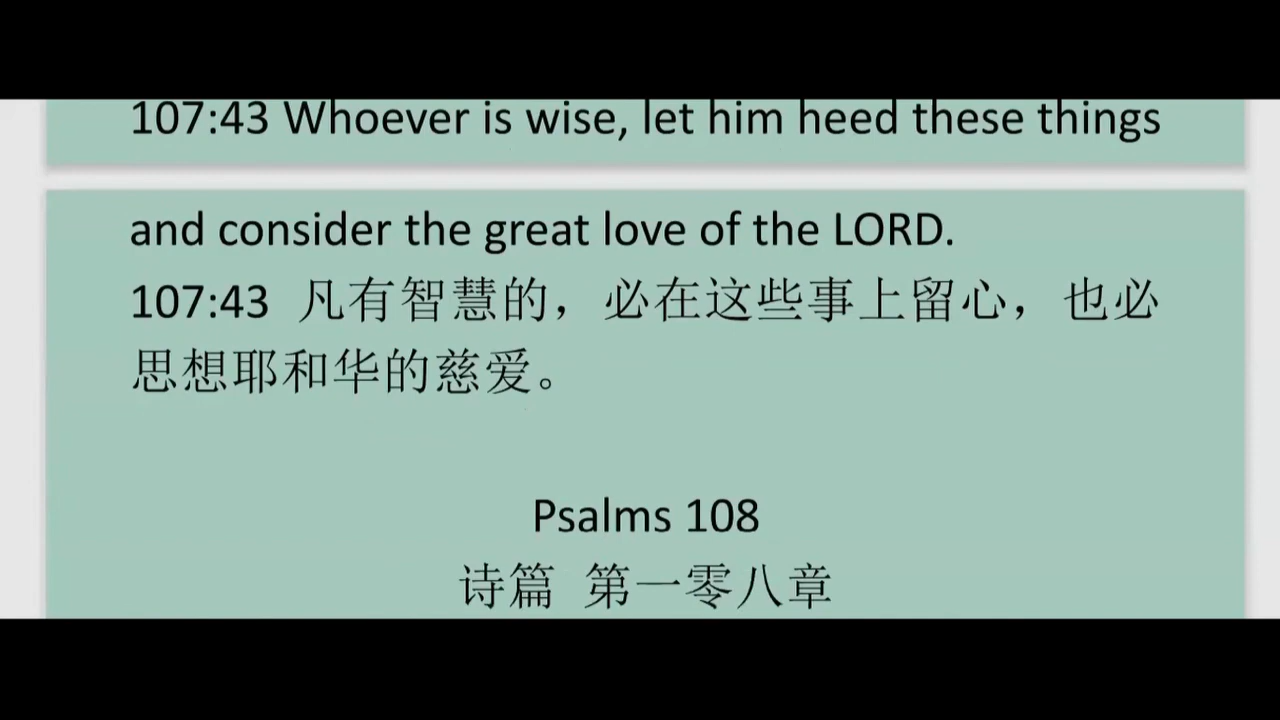 107:43 Whoever is wise, let him heed these things
and consider the great love of the LORD.
107:43 凡有智慧的，必在这些事上留心，也必
思想耶和华的慈爱。
Psalms 108
诗篇 第一零八章